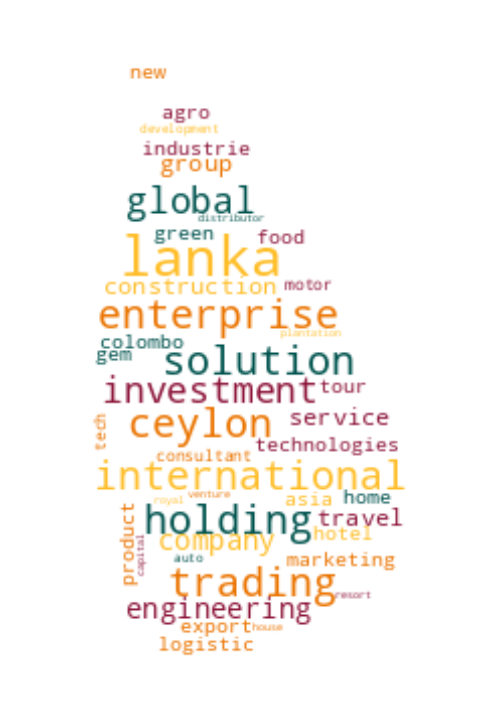 new
agro
development
industrie
group
global
distributor
green
food
lanka
construction
motor
enterprise
plantation
colombo
gem
solution
investment
tour
ceylon
service
tech
technologies
consultant
international
royal
venture
asia
home
product
holding
travel
capital
company
hotel
auto
marketing
trading
resort
engineering
export
house
logistic